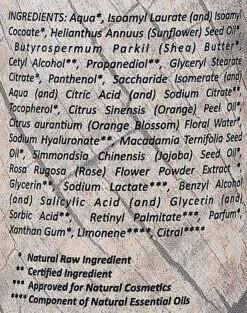 INGREDIENTS: Aqua*, Isoamyl Laurate (and) Isoamyl
Cocoate*, Helianthus Annuus (Sunflower) Seed Oil*,
Butyrospermum Parkii (Shea) Butter*,
Cetyl Alcohol**, Propanediol**, Glyceryl Stearate
Citrate*, Panthenol*, Saccharide Isomerate (and)
Aqua (and) Citric Acid (and) Sodium Citrate**,
Tocopherol*, Citrus Sinensis (Orange) Peel Oil*,
Citrus aurantium (Orange Blossom) Floral Water*,
Sodium Hyaluronate**, Macadamia Ternifolia Seed
Oil*, Simmondsia Chinensis (Jojoba) Seed Oil*,
Rosa Rugosa (Rose) Flower Powder Extract*,
Glycerin** Sodium Lactate***, Benzyl Alcohol
(and) Salicylic Acid (and) Glycerin (and)
Sorbic Acid**, Retinyl Palmitate***, Parfum*,
Xanthan Gum*, Limonene****, Citral****
* Natural Raw Ingredient
** Certified Ingredient
*** Approved for Natural Cosmetics
**** Component of Natural Essential Oils